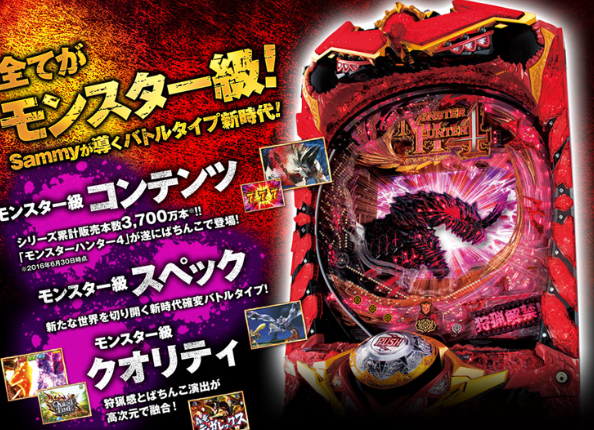 全てが
モンスター級!
Sammyが導くバトルタイプ新時代!
モンスター級 コンテンツ
シリーズ累計販売本数3,700万本※!!
「モンスターハンター4」が遂にぱちんこで登場!
※2016年6月30日時点
モンスター級 スペック
新たな世界を切り開く新時代確変バトルタイプ!
モンスター級
クオリティ
狩猟感とぱちんこ演出が
高次元で融合!
777
QUEST
TIME
MONSTER
HUNTER 4
PUSH